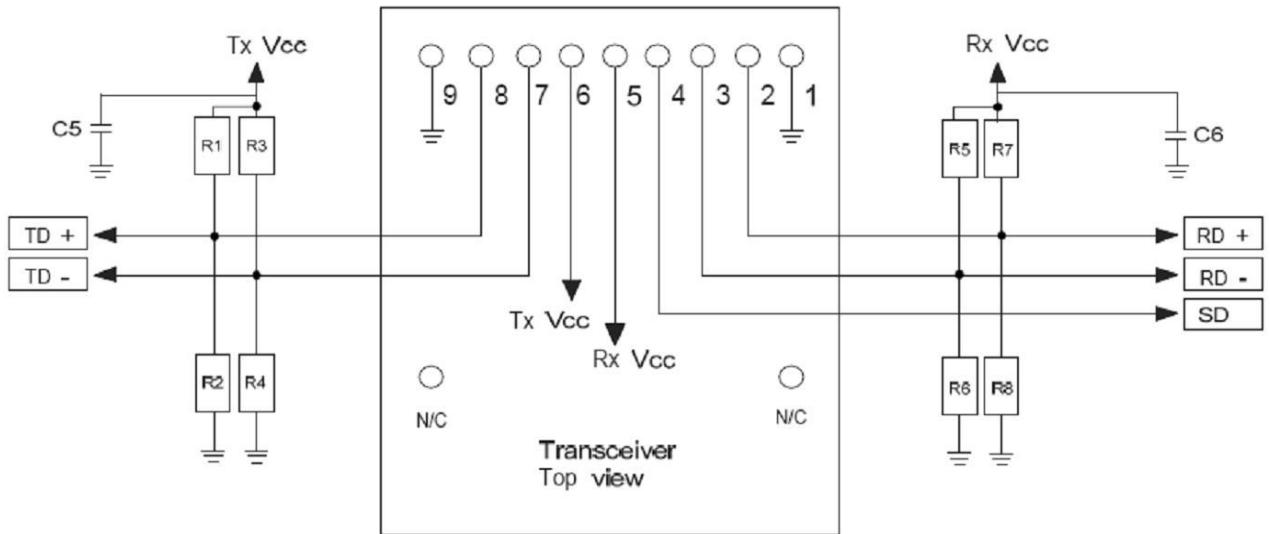 Tx Vcc
Rx Vcc
9 8 7 6 5 4 3 2 1
C5
R1
R3
R5
R7
C6
TD +
RD +
TD -
RD -
SD
Tx Vcc
Rx Vcc
R2
R4
R6
R8
N/C
N/C
Transceiver
Top view